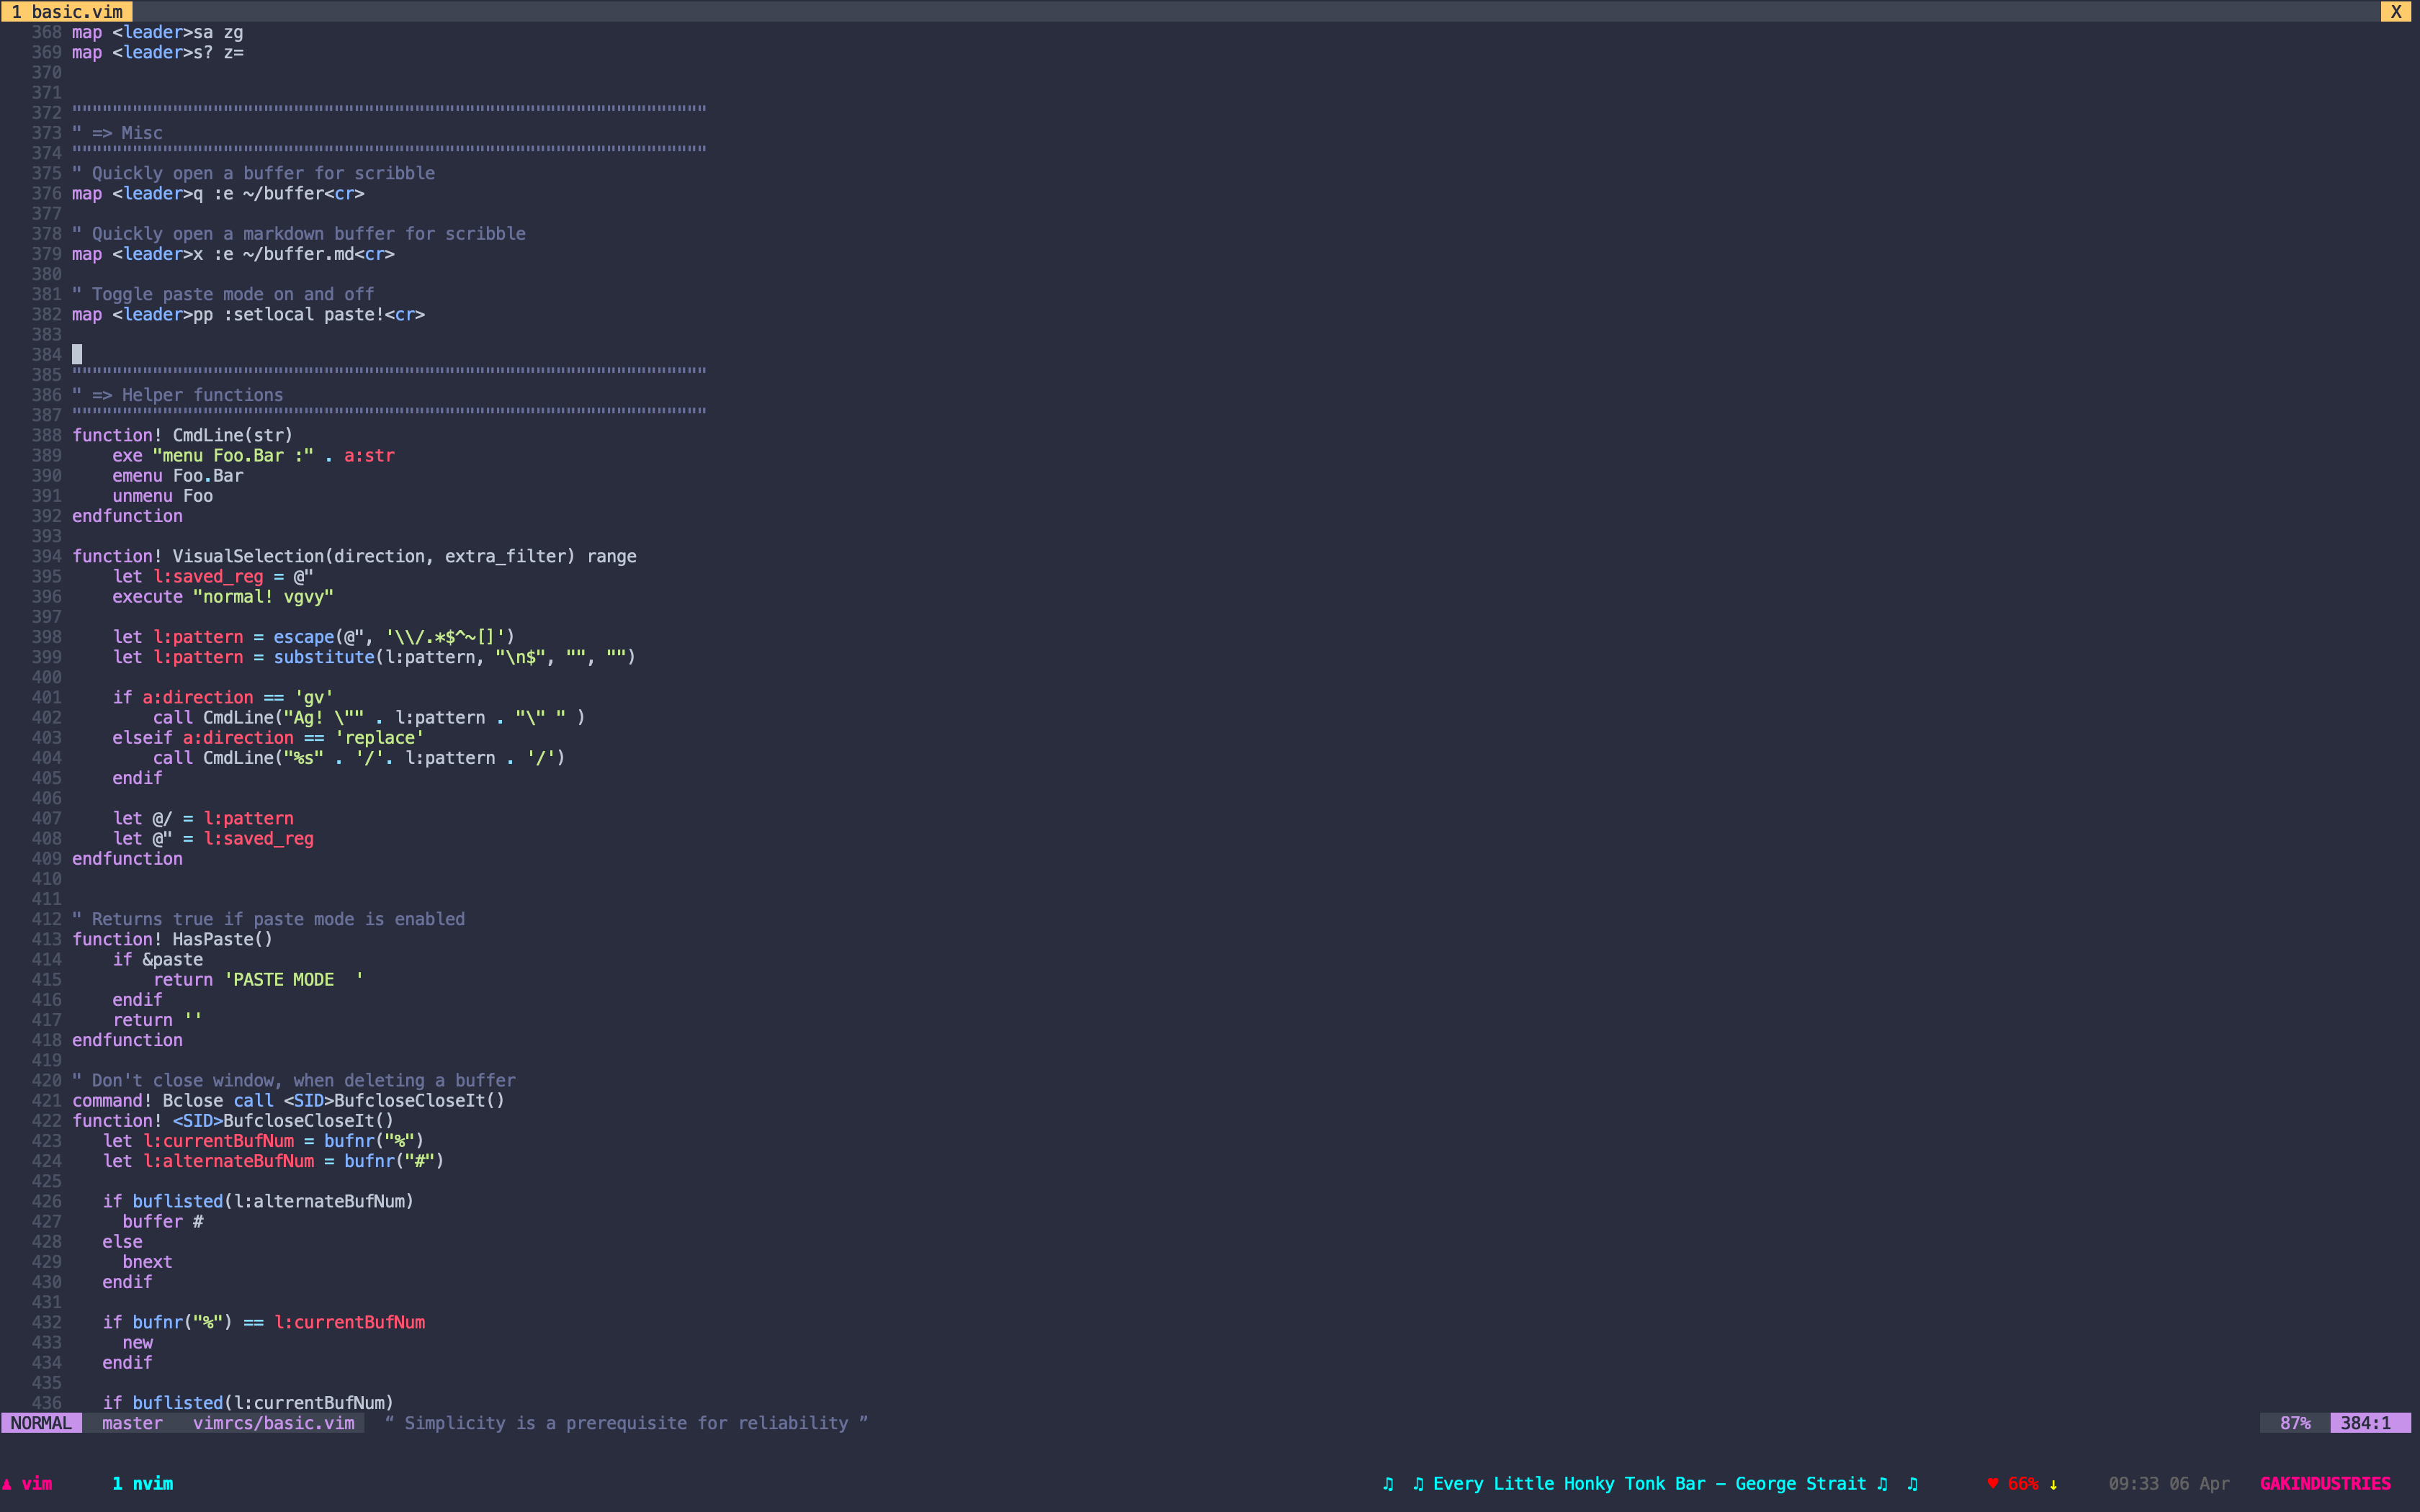 1 basic.vim X
368 map <leader>sa zg
369 map <leader>s? z=
370
371
372 """""""""""""""""""""""""""""""""""""""""""""""""""""""""""""""
373 " => Misc
374 """""""""""""""""""""""""""""""""""""""""""""""""""""""""""""""
375 " Quickly open a buffer for scribble
376 map <leader>q :e ~/buffer<cr>
377
378 " Quickly open a markdown buffer for scribble
379 map <leader>x :e ~/buffer.md<cr>
380
381 " Toggle paste mode on and off
382 map <leader>pp :setlocal paste!<cr>
383
384
385 """""""""""""""""""""""""""""""""""""""""""""""""""""""""""""""
386 " => Helper functions
387 """""""""""""""""""""""""""""""""""""""""""""""""""""""""""""""
388 function! CmdLine(str)
389     exe "menu Foo.Bar :" . a:str
390     emenu Foo.Bar
391     unmenu Foo
392 endfunction
393
394 function! VisualSelection(direction, extra_filter) range
395     let l:saved_reg = @"
396     execute "normal! vgvy"
397
398     let l:pattern = escape(@", '\\/.*$^~[]')
399     let l:pattern = substitute(l:pattern, "\n$", "", "")
400
401     if a:direction == 'gv'
402         call CmdLine("Ag! \"" . l:pattern . "\" " )
403     elseif a:direction == 'replace'
404         call CmdLine("%s" . '/'. l:pattern . '/')
405     endif
406
407     let @/ = l:pattern
408     let @" = l:saved_reg
409 endfunction
410
411
412 " Returns true if paste mode is enabled
413 function! HasPaste()
414     if &paste
415         return 'PASTE MODE  '
416     endif
417     return ''
418 endfunction
419
420 " Don't close window, when deleting a buffer
421 command! Bclose call <SID>BufcloseCloseIt()
422 function! <SID>BufcloseCloseIt()
423    let l:currentBufNum = bufnr("%")
424    let l:alternateBufNum = bufnr("#")
425
426    if buflisted(l:alternateBufNum)
427      buffer #
428    else
429      bnext
430    endif
431
432    if bufnr("%") == l:currentBufNum
433      new
434    endif
435
436    if buflisted(l:currentBufNum)
NORMAL master vimrcs/basic.vim “ Simplicity is a prerequisite for reliability ” 87% 384:1
▲ vim 1 nvim ♫ ♫ Every Little Honky Tonk Bar – George Strait ♫ ♫ ♥ 66% ↓ 09:33 06 Apr GAKINDUSTRIES